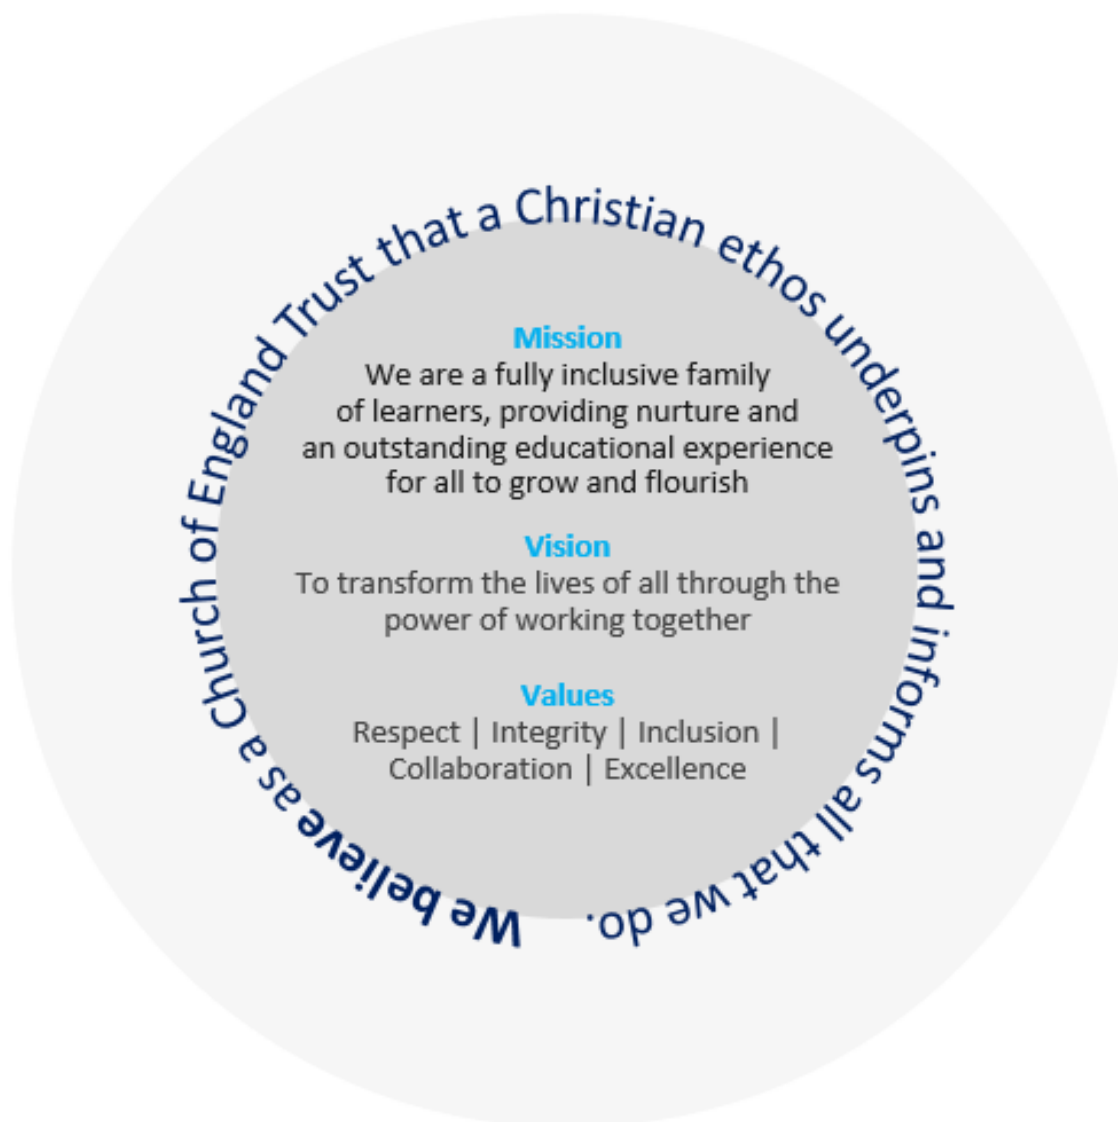 We believe as a Church of England Trust that a Christian ethos underpins and informs all that we do.
Mission
We are a fully inclusive family
of learners, providing nurture and
an outstanding educational experience
for all to grow and flourish
Vision
To transform the lives of all through the
power of working together
Values
Respect | Integrity | Inclusion |
Collaboration | Excellence